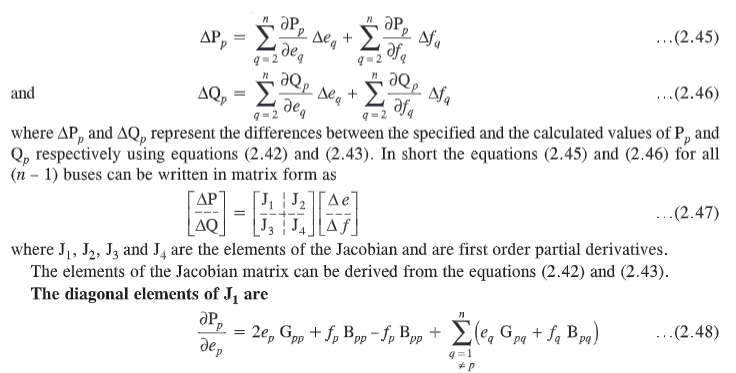 ΔP_p = Σ_{q=2}^{n} ∂P_p/∂e_q Δe_q + Σ_{q=2}^{n} ∂P_p/∂f_q Δf_q ...(2.45)
and ΔQ_p = Σ_{q=2}^{n} ∂Q_p/∂e_q Δe_q + Σ_{q=2}^{n} ∂Q_p/∂f_q Δf_q ...(2.46)
where ΔP_p and ΔQ_p represent the differences between the specified and the calculated values of P_p and
Q_p respectively using equations (2.42) and (2.43). In short the equations (2.45) and (2.46) for all
(n – 1) buses can be written in matrix form as
[ΔP / ΔQ] = [J_1 J_2 / J_3 J_4] [Δe / Δf] ...(2.47)
where J_1, J_2, J_3 and J_4 are the elements of the Jacobian and are first order partial derivatives.
The elements of the Jacobian matrix can be derived from the equations (2.42) and (2.43).
The diagonal elements of J_1 are
∂P_p/∂e_p = 2e_p G_pp + f_p B_pp – f_p B_pp + Σ_{q=1 ≠p}^{n} (e_q G_pq + f_q B_pq) ...(2.48)